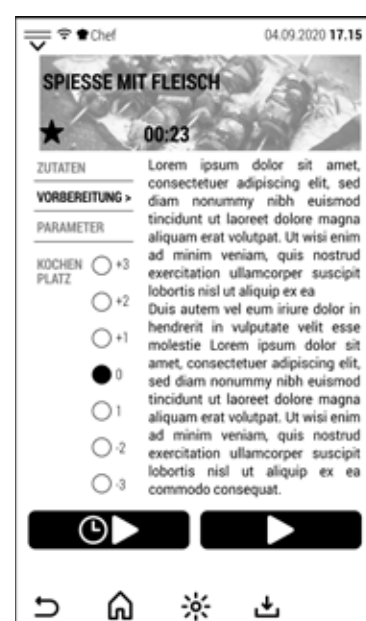 Chef
04.09.2020 17.15
SPIESSE MIT FLEISCH
00:23
ZUTATEN
VORBEREITUNG >
PARAMETER
KOCHEN
PLATZ
+3
+2
+1
0
1
-2
-3
Lorem ipsum dolor sit amet,
consectetuer adipiscing elit, sed
diam nonummy nibh euismod
tincidunt ut laoreet dolore magna
aliquam erat volutpat. Ut wisi enim
ad minim veniam, quis nostrud
exercitation ullamcorper suscipit
lobortis nisl ut aliquip ex ea
Duis autem vel eum iriure dolor in
hendrerit in vulputate velit esse
molestie Lorem ipsum dolor sit
amet, consectetuer adipiscing elit,
sed diam nonummy nibh euismod
tincidunt ut laoreet dolore magna
aliquam erat volutpat. Ut wisi enim
ad minim veniam, quis nostrud
exercitation ullamcorper suscipit
lobortis nisl ut aliquip ex ea
commodo consequat.